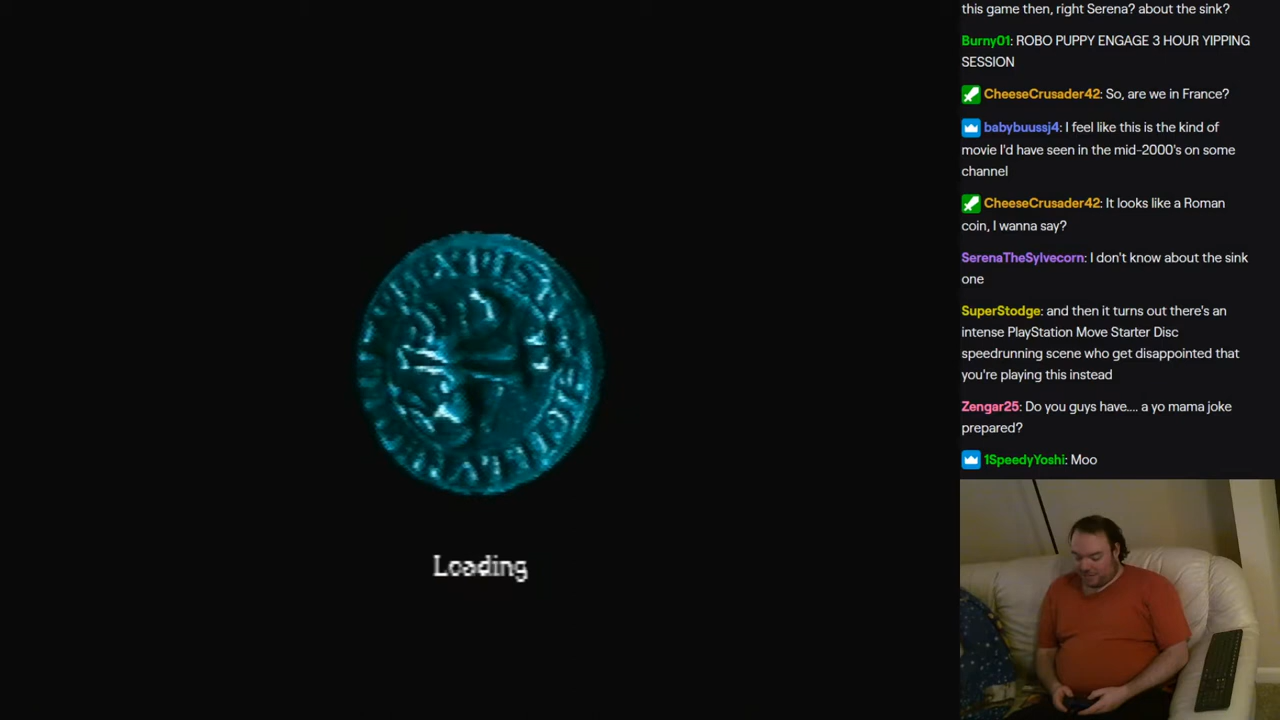 this game then, right Serena? about the sink?
Burny01: ROBO PUPPY ENGAGE 3 HOUR YIPPING
SESSION
CheeseCrusader42: So, are we in France?
babybuussj4: I feel like this is the kind of
movie I'd have seen in the mid-2000's on some
channel
CheeseCrusader42: It looks like a Roman
coin, I wanna say?
SerenaTheSylvecorn: I don't know about the sink
one
SuperStodge: and then it turns out there's an
intense PlayStation Move Starter Disc
speedrunning scene who get disappointed that
you're playing this instead
Zengar25: Do you guys have.... a yo mama joke
prepared?
1SpeedyYoshi: Moo
Loading